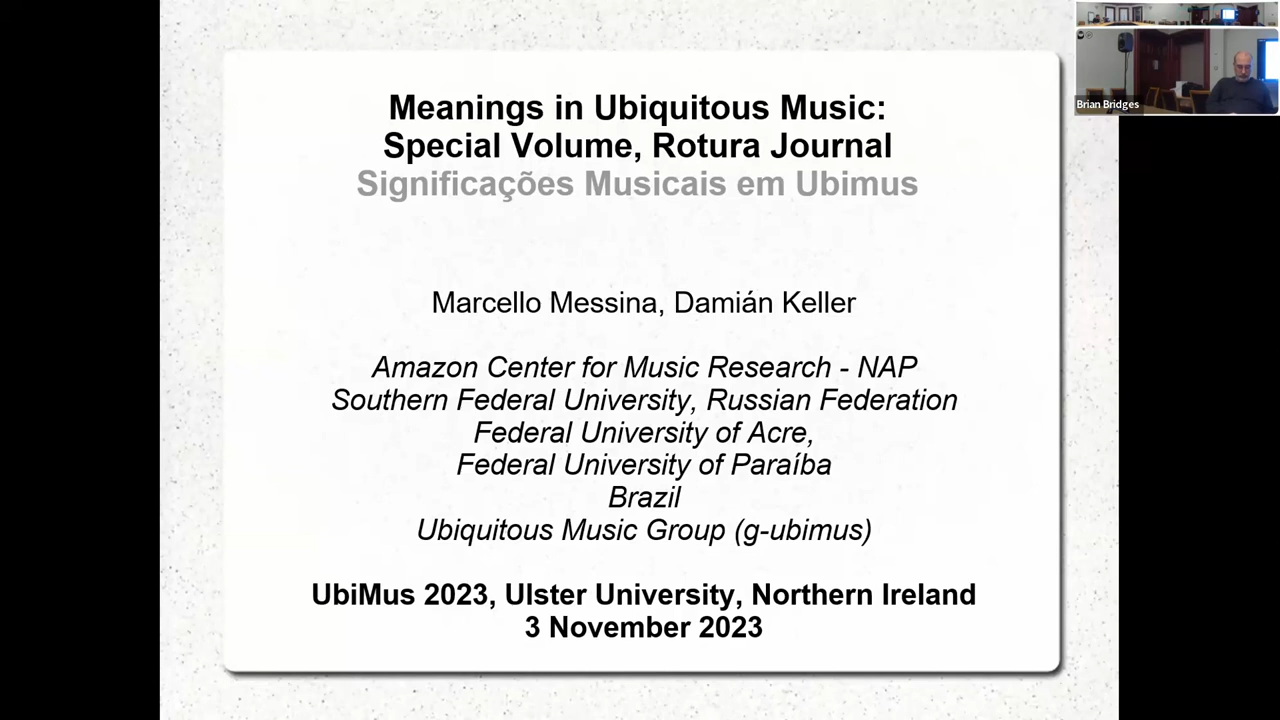 Meanings in Ubiquitous Music:
Special Volume, Rotura Journal
Significações Musicais em Ubimus
Marcello Messina, Damián Keller
Amazon Center for Music Research - NAP
Southern Federal University, Russian Federation
Federal University of Acre,
Federal University of Paraíba
Brazil
Ubiquitous Music Group (g-ubimus)
UbiMus 2023, Ulster University, Northern Ireland
3 November 2023
Brian Bridges